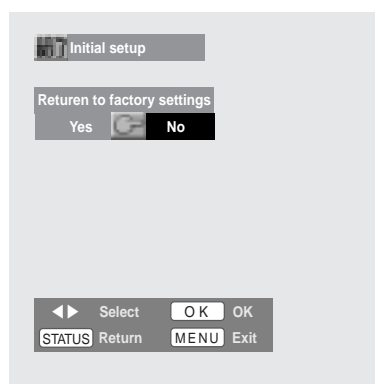 Initial setup
Returen to factory settings
Yes No
Select OK OK
STATUS Return MENU Exit